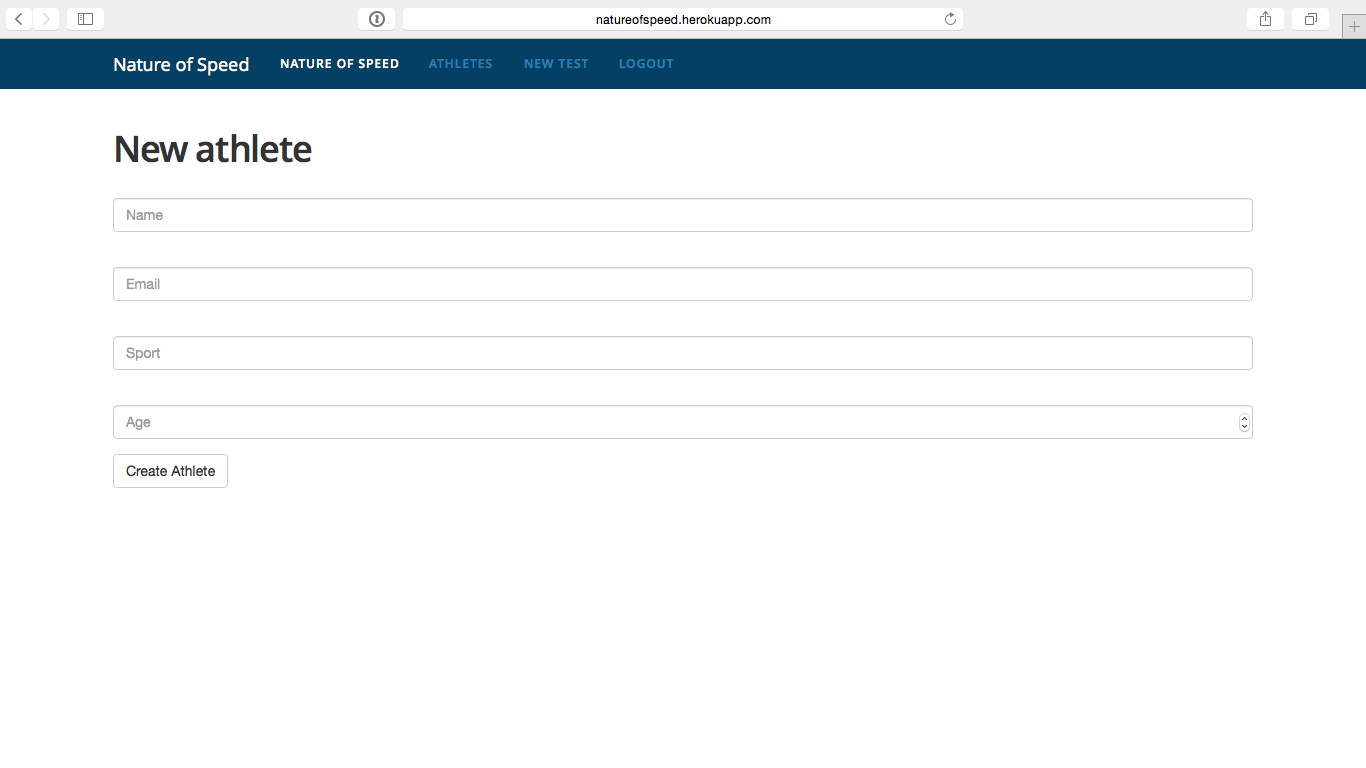 natureofspeed.herokuapp.com
Nature of Speed NATURE OF SPEED ATHLETES NEW TEST LOGOUT
New athlete
Name
Email
Sport
Age
Create Athlete